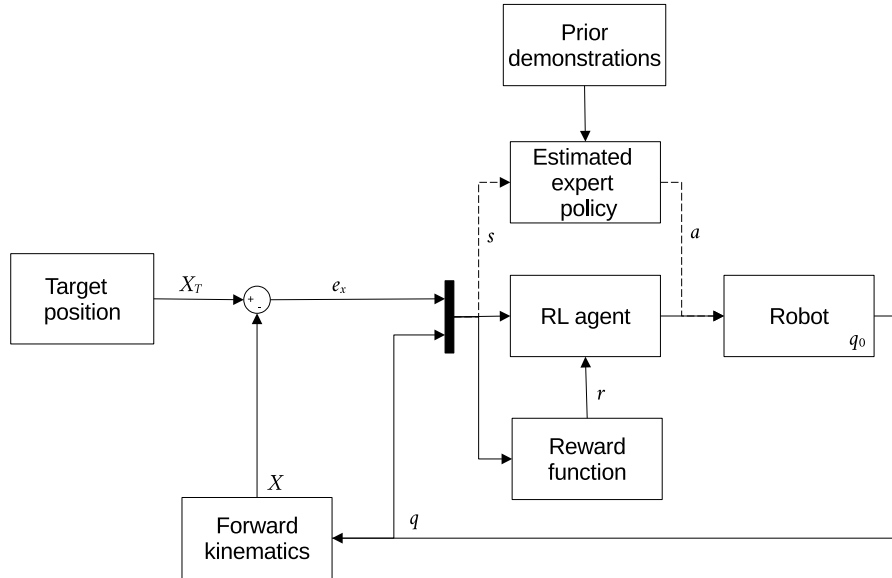 Prior
demonstrations
Estimated
expert
policy
s
a
Target
position
X_T
+
-
e_x
RL agent
Robot
q_0
r
Reward
function
X
Forward
kinematics
q